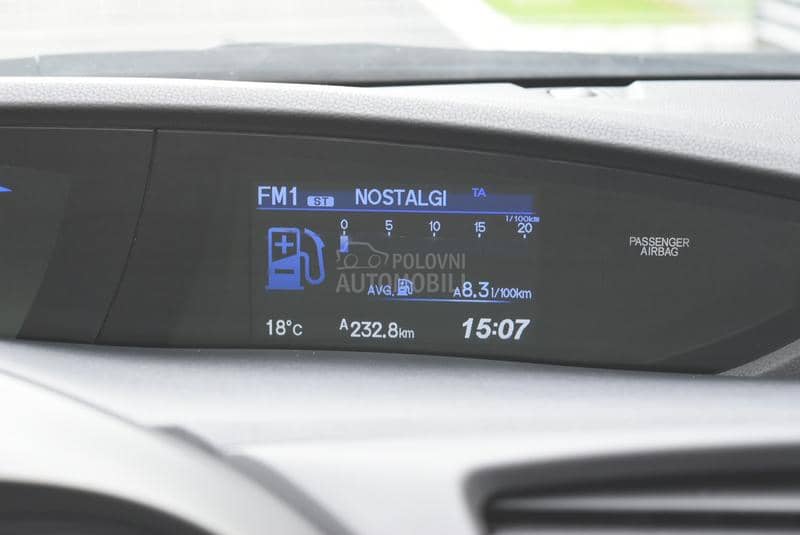 FM1 ST NOSTALGI TA
l/100km
0 5 10 15 20
POLOVNI
AUTOMOBILI
AVG. A8.3 l/100km
18°C A232.8km 15:07
PASSENGER
AIRBAG